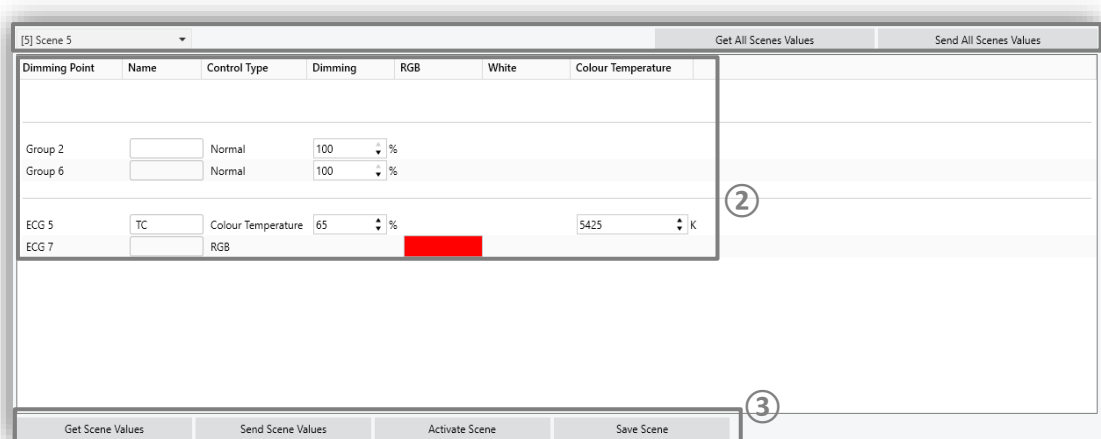 [5] Scene 5 Get All Scenes Values Send All Scenes Values
Dimming Point Name Control Type Dimming RGB White Colour Temperature
Group 2 Normal 100 %
Group 6 Normal 100 %
②
ECG 5 TC Colour Temperature 65 % 5425 K
ECG 7 RGB
③
Get Scene Values Send Scene Values Activate Scene Save Scene